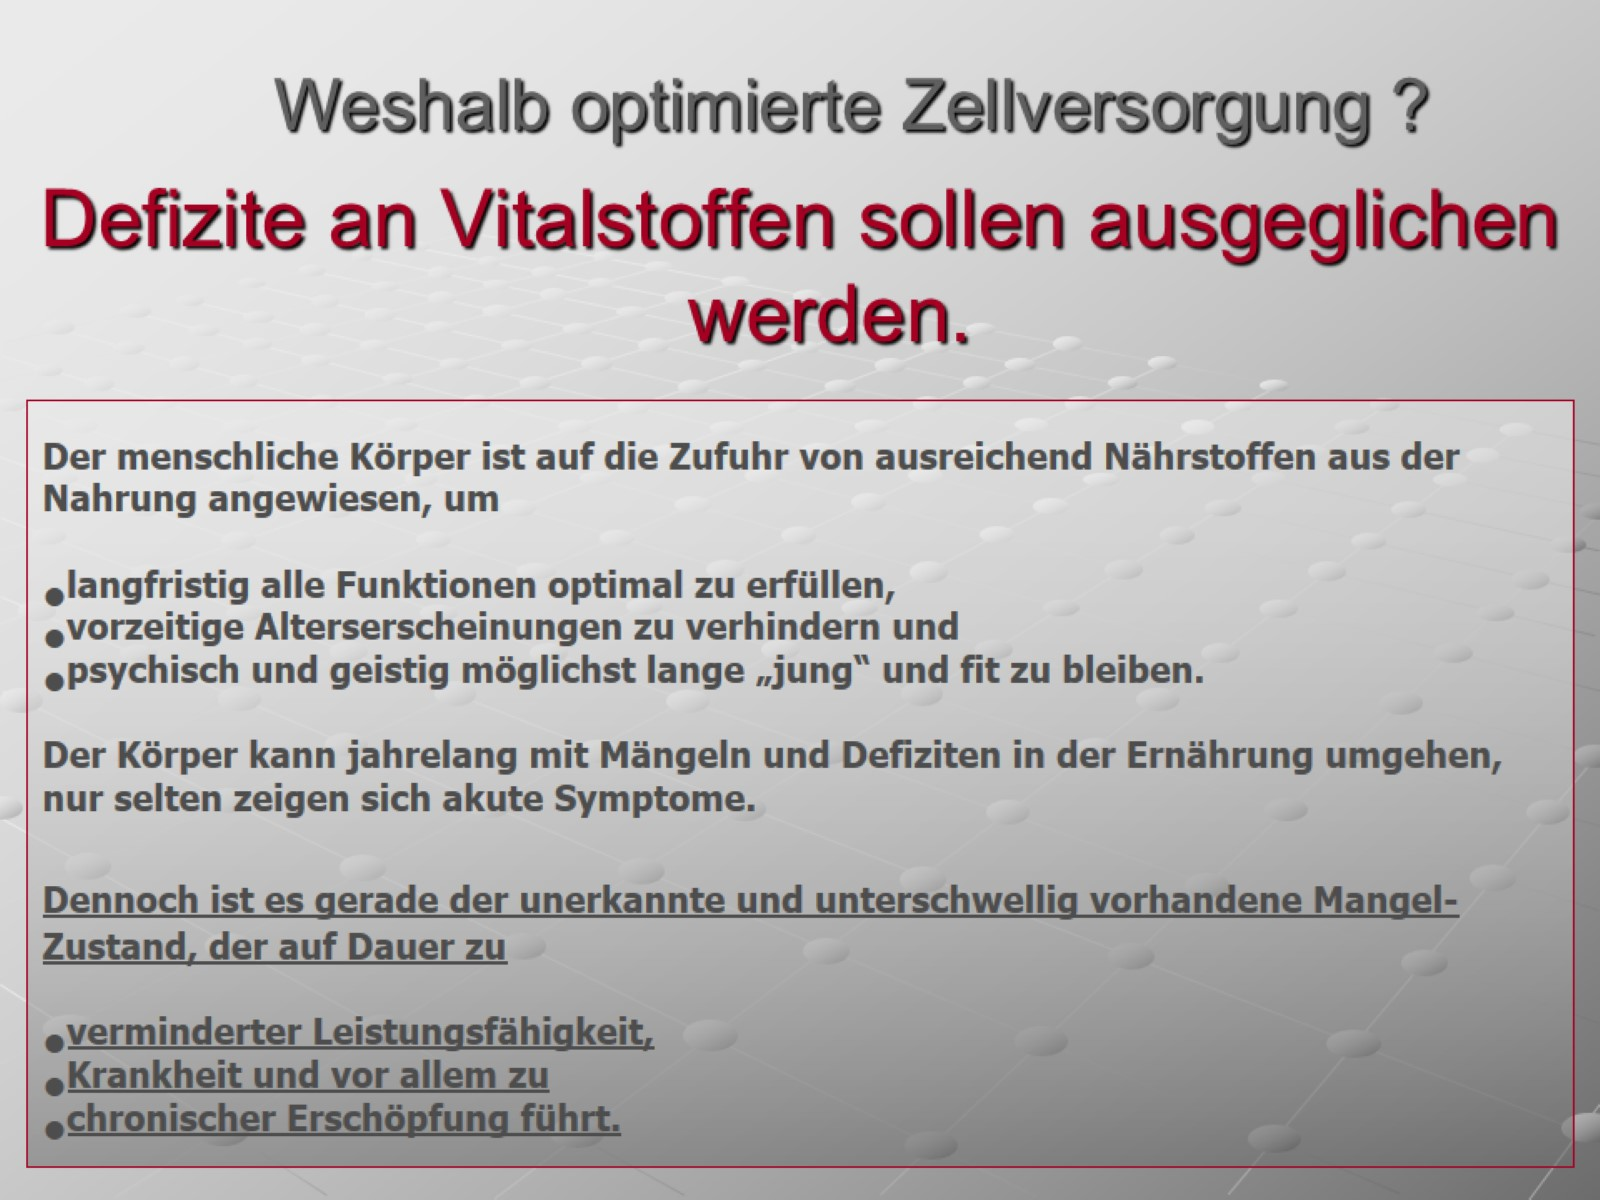 Weshalb optimierte Zellversorgung ?
Defizite an Vitalstoffen sollen ausgeglichen
werden.
Der menschliche Körper ist auf die Zufuhr von ausreichend Nährstoffen aus der
Nahrung angewiesen, um
●langfristig alle Funktionen optimal zu erfüllen,
●vorzeitige Alterserscheinungen zu verhindern und
●psychisch und geistig möglichst lange „jung‟ und fit zu bleiben.
Der Körper kann jahrelang mit Mängeln und Defiziten in der Ernährung umgehen,
nur selten zeigen sich akute Symptome.
Dennoch ist es gerade der unerkannte und unterschwellig vorhandene Mangel-
Zustand, der auf Dauer zu
●verminderter Leistungsfähigkeit,
●Krankheit und vor allem zu
●chronischer Erschöpfung führt.